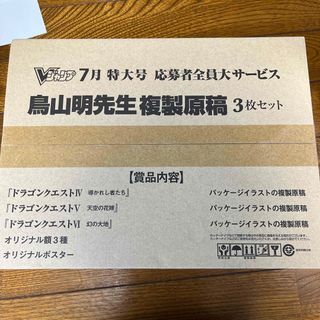 Vジャンプ 7月 特大号 応募者全員大サービス
鳥山明先生 複製原稿 3枚セット
【賞品内容】
『ドラゴンクエストⅣ 導かれし者たち』 パッケージイラストの複製原稿
『ドラゴンクエストⅤ 天空の花嫁』 パッケージイラストの複製原稿
『ドラゴンクエストⅥ 幻の大地』 パッケージイラストの複製原稿
オリジナル額3種
オリジナルポスター